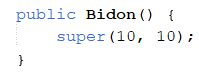 public Bidon() {
    super(10, 10);
}